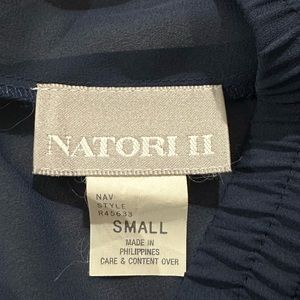 NATORI II
NAV
STYLE
R45633
SMALL
MADE IN
PHILIPPINES
CARE & CONTENT OVER